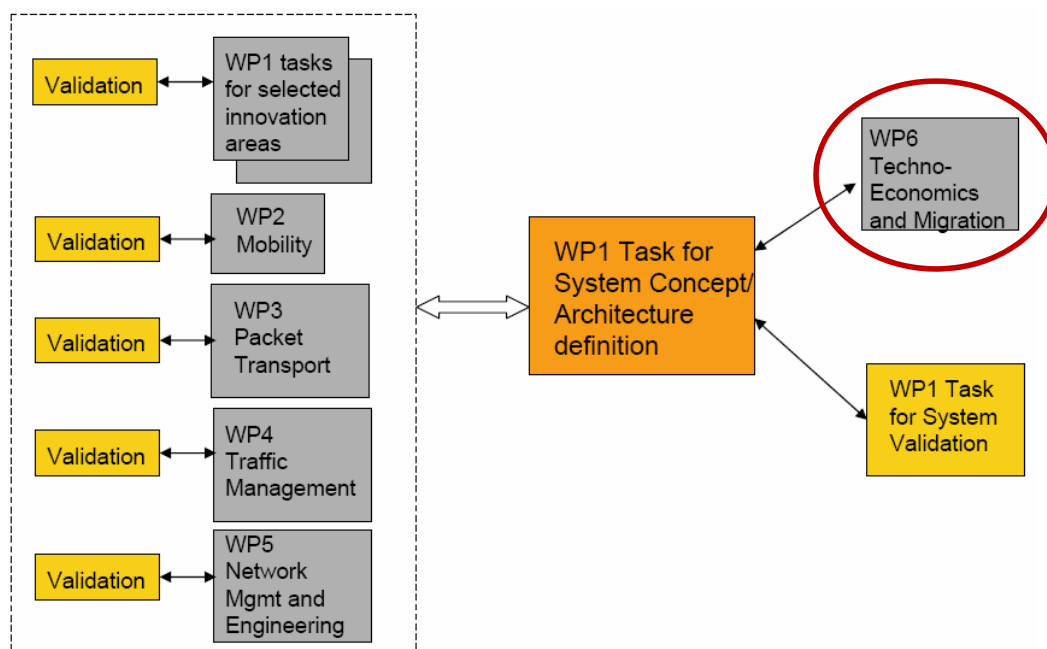 Validation
WP1 tasks
for selected
innovation
areas
Validation
WP2
Mobility
Validation
WP3
Packet
Transport
Validation
WP4
Traffic
Management
Validation
WP5
Network
Mgmt and
Engineering
WP1 Task for
System Concept/
Architecture
definition
WP6
Techno-
Economics
and Migration
WP1 Task
for System
Validation